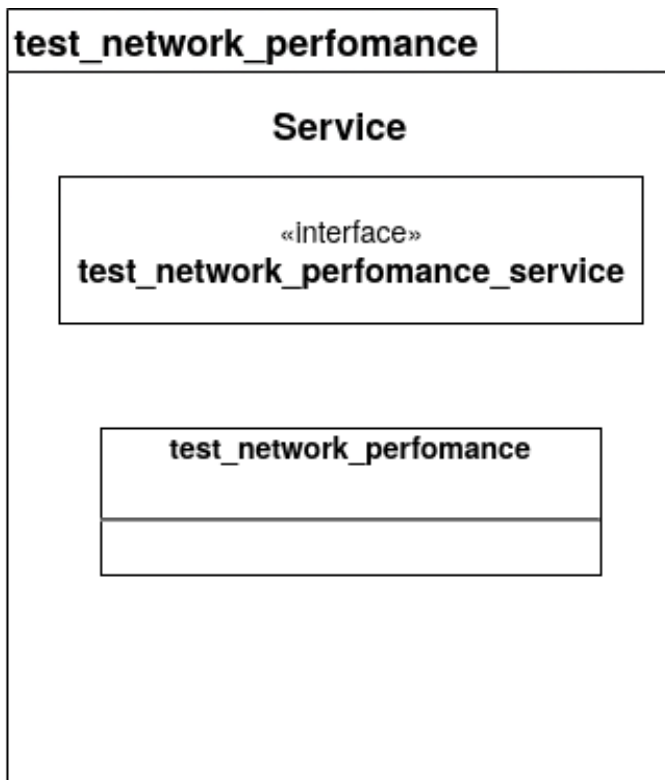 test_network_perfomance
Service
«interface»
test_network_perfomance_service
test_network_perfomance